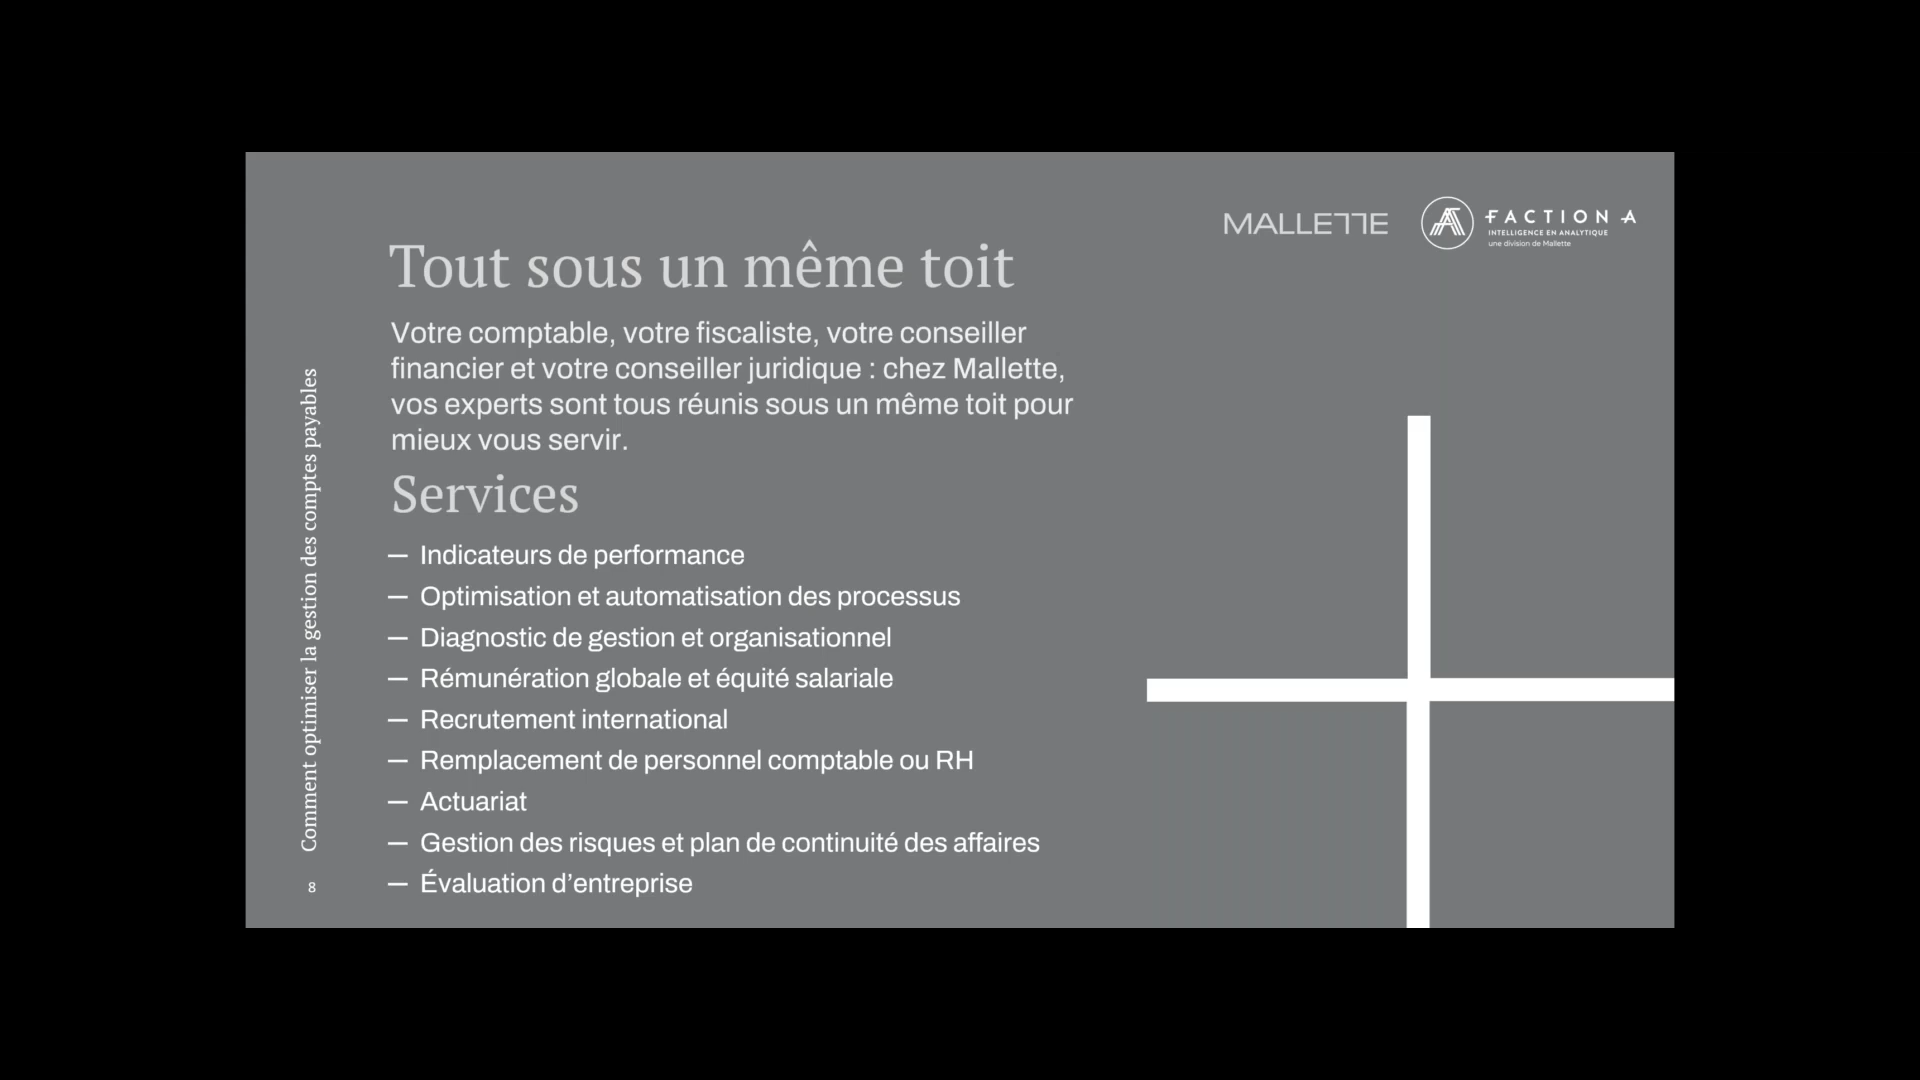 MALLETTE
FACTION A
INTELLIGENCE EN ANALYTIQUE
une division de Mallette
Tout sous un même toit
Votre comptable, votre fiscaliste, votre conseiller
financier et votre conseiller juridique : chez Mallette,
vos experts sont tous réunis sous un même toit pour
mieux vous servir.
Services
— Indicateurs de performance
— Optimisation et automatisation des processus
— Diagnostic de gestion et organisationnel
— Rémunération globale et équité salariale
— Recrutement international
— Remplacement de personnel comptable ou RH
— Actuariat
— Gestion des risques et plan de continuité des affaires
— Évaluation d’entreprise
Comment optimiser la gestion des comptes payables
8